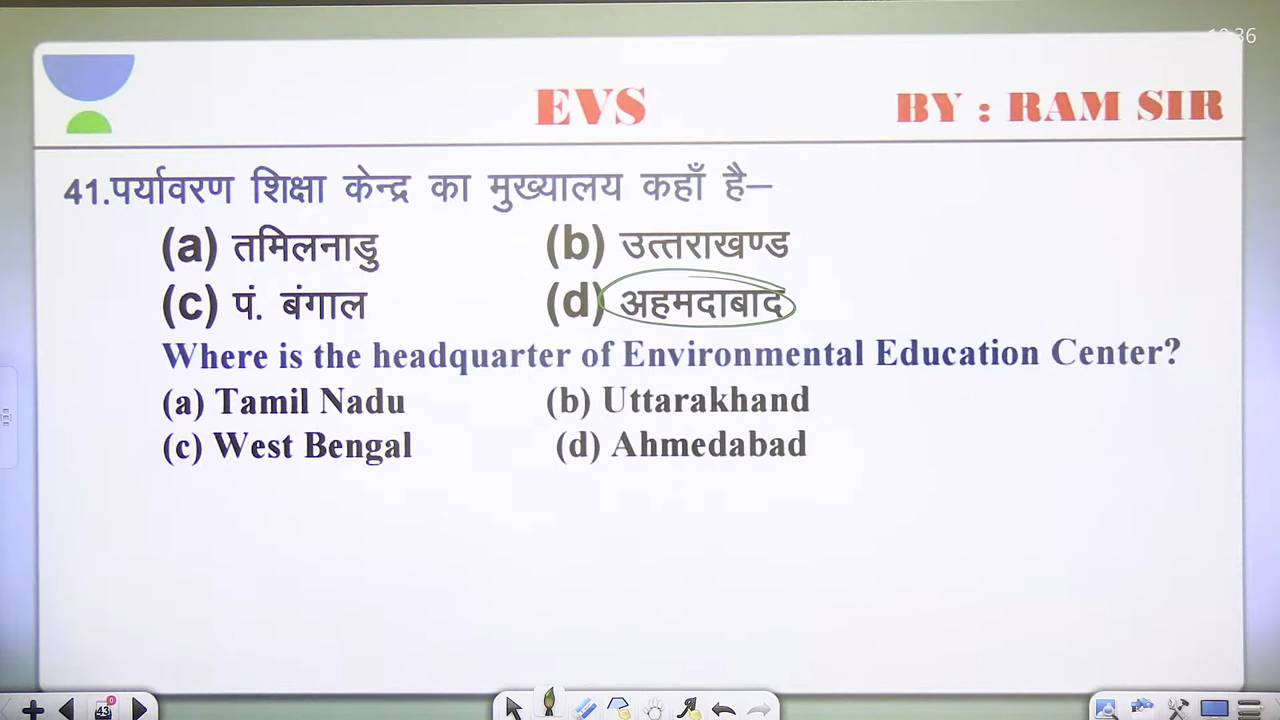 EVS
BY : RAM SIR
41.पर्यावरण शिक्षा केन्द्र का मुख्यालय कहाँ है–
(a) तमिलनाडु (b) उत्तराखण्ड
(c) पं. बंगाल (d) अहमदाबाद
Where is the headquarter of Environmental Education Center?
(a) Tamil Nadu (b) Uttarakhand
(c) West Bengal (d) Ahmedabad
43